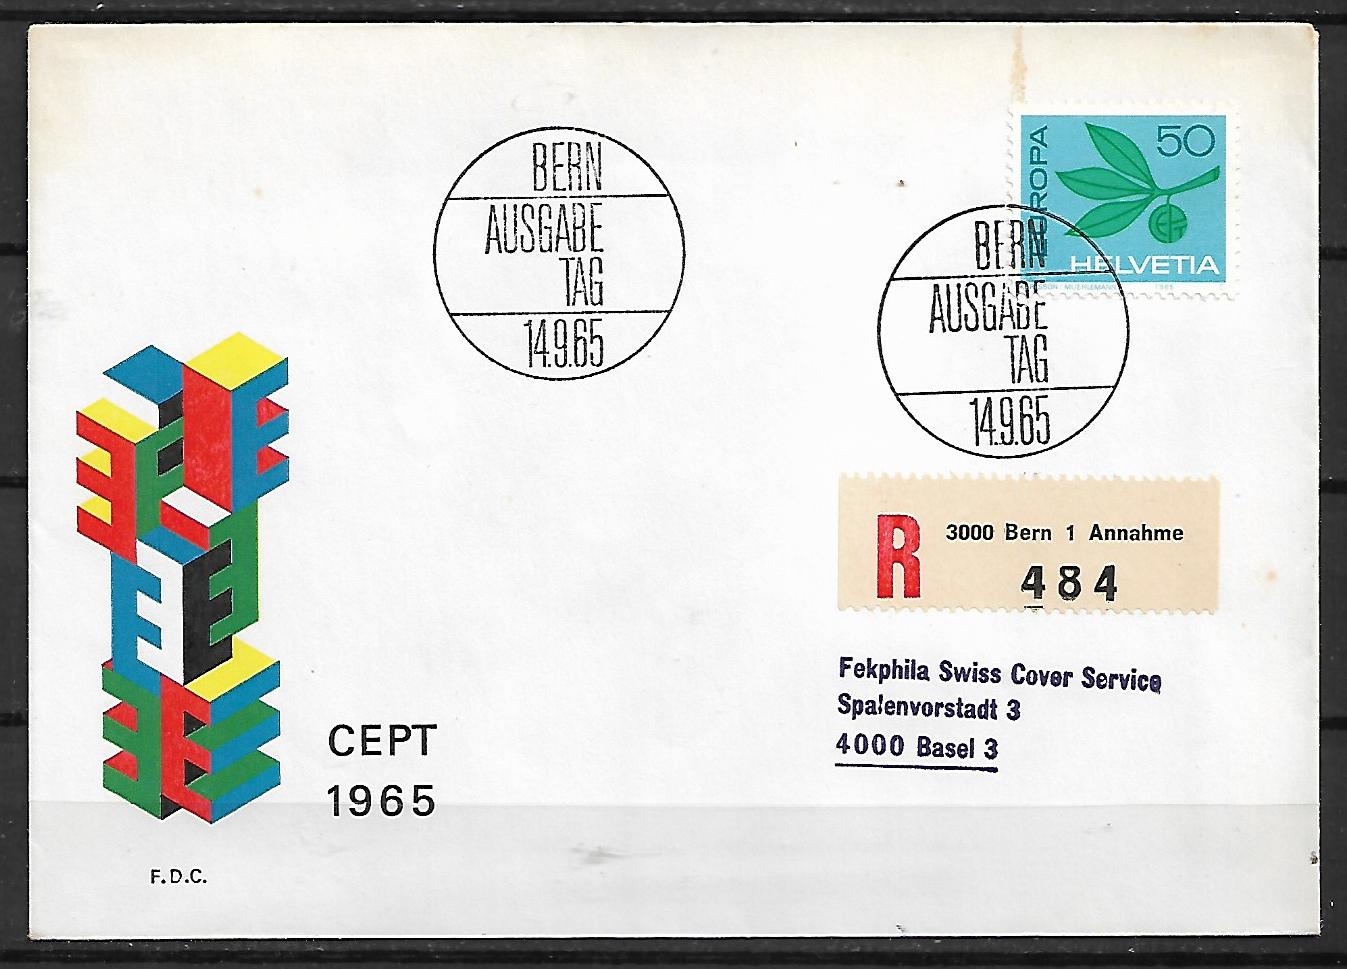 BERN
AUSGABE
TAG
14.9.65
EUROPA
50
HELVETIA
1965
BERN
AUSGABE
TAG
14.9.65
R
3000 Bern 1 Annahme
484
Fekphila Swiss Cover Service
Spalenvorstadt 3
4000 Basel 3
CEPT
1965
F.D.C.